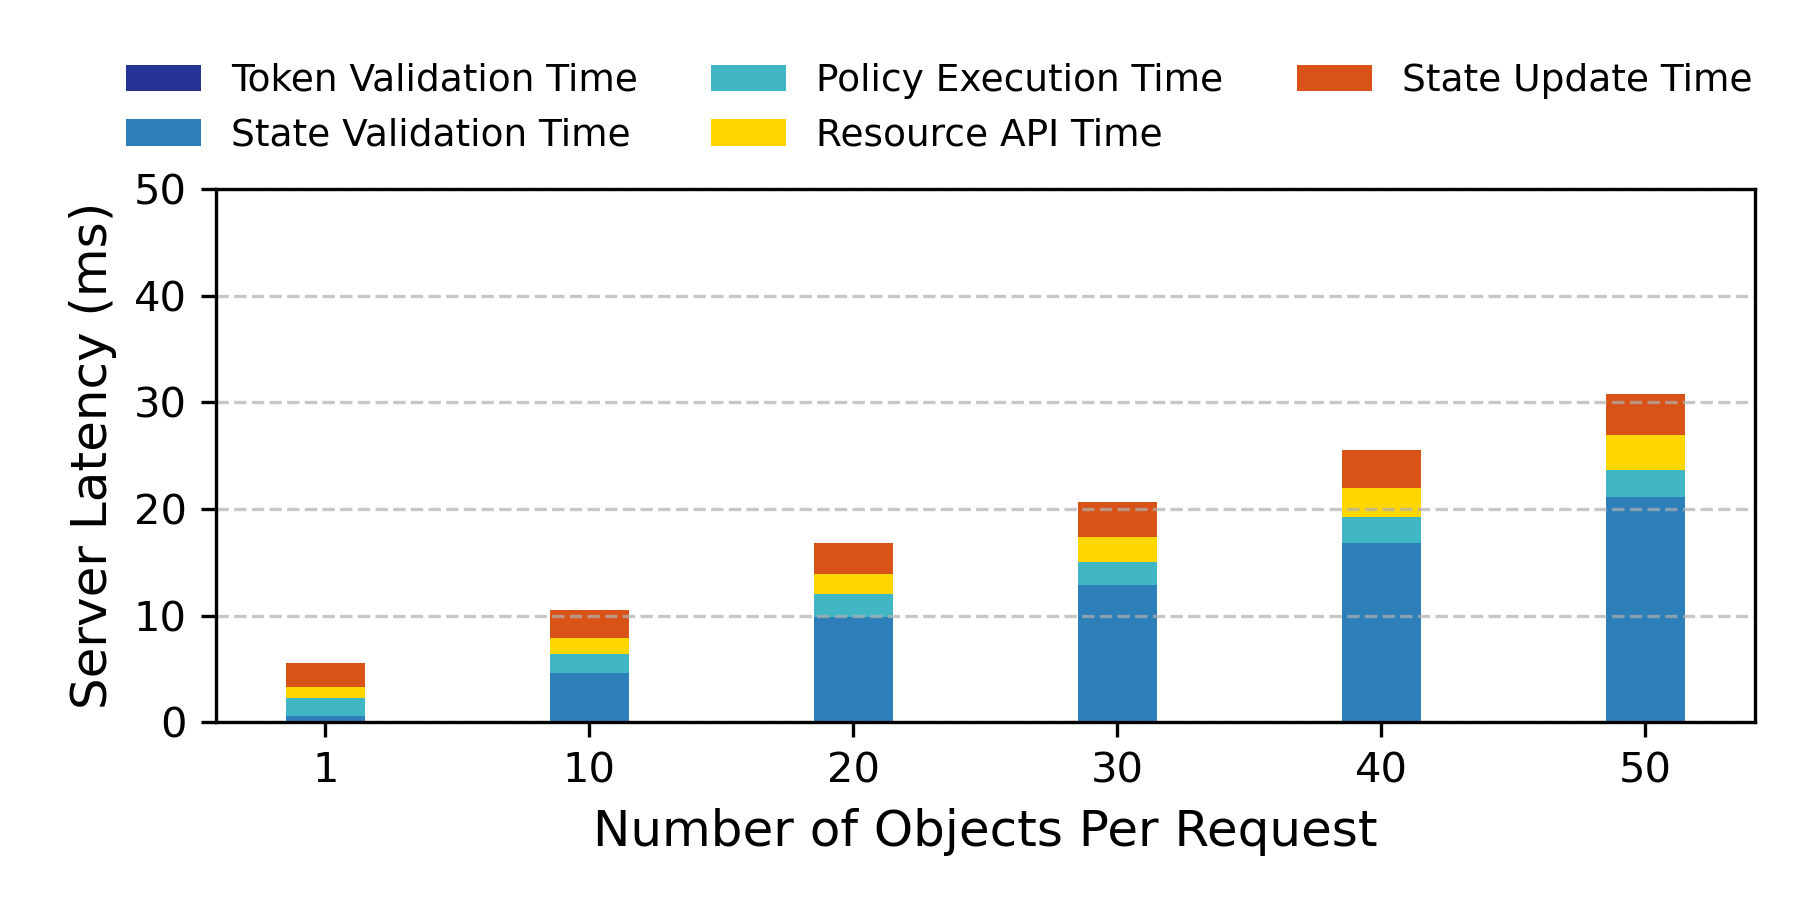 Token Validation Time
Policy Execution Time
State Update Time
State Validation Time
Resource API Time
Server Latency (ms)
50
40
30
20
10
0
1 10 20 30 40 50
Number of Objects Per Request